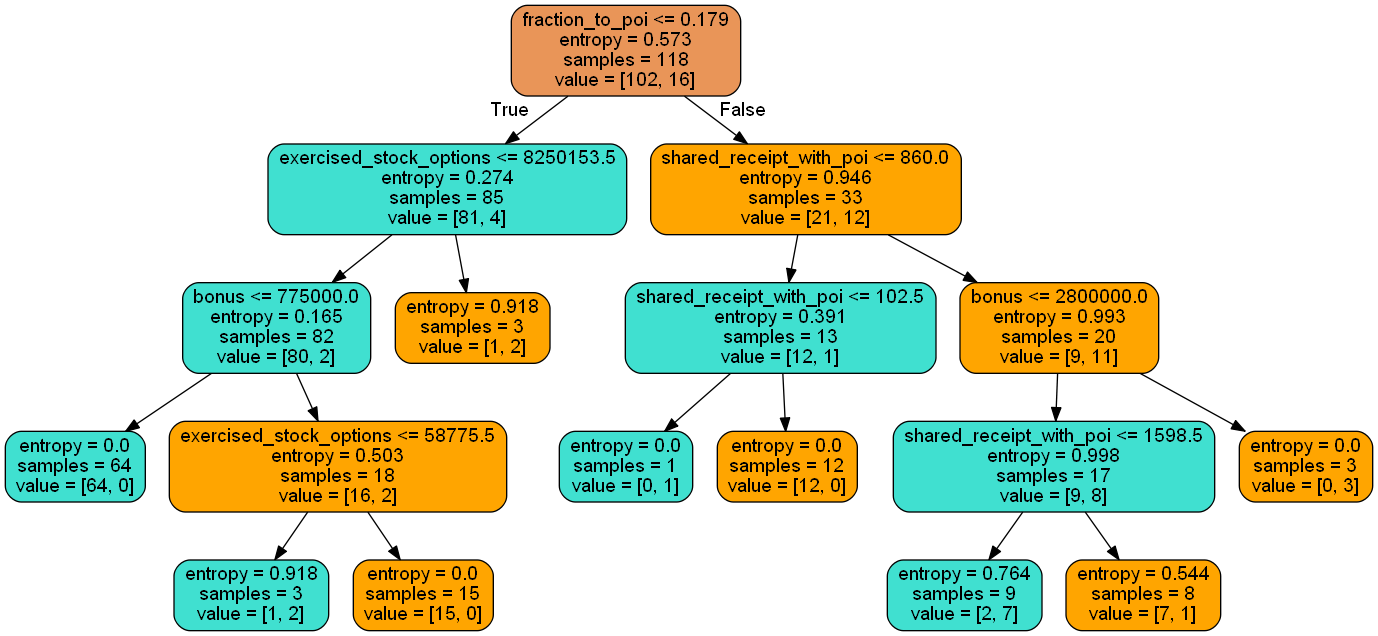 fraction_to_poi <= 0.179
entropy = 0.573
samples = 118
value = [102, 16]
True
False
exercised_stock_options <= 8250153.5
entropy = 0.274
samples = 85
value = [81, 4]
shared_receipt_with_poi <= 860.0
entropy = 0.946
samples = 33
value = [21, 12]
bonus <= 775000.0
entropy = 0.165
samples = 82
value = [80, 2]
entropy = 0.918
samples = 3
value = [1, 2]
shared_receipt_with_poi <= 102.5
entropy = 0.391
samples = 13
value = [12, 1]
bonus <= 2800000.0
entropy = 0.993
samples = 20
value = [9, 11]
entropy = 0.0
samples = 64
value = [64, 0]
exercised_stock_options <= 58775.5
entropy = 0.503
samples = 18
value = [16, 2]
entropy = 0.0
samples = 1
value = [0, 1]
entropy = 0.0
samples = 12
value = [12, 0]
shared_receipt_with_poi <= 1598.5
entropy = 0.998
samples = 17
value = [9, 8]
entropy = 0.0
samples = 3
value = [0, 3]
entropy = 0.918
samples = 3
value = [1, 2]
entropy = 0.0
samples = 15
value = [15, 0]
entropy = 0.764
samples = 9
value = [2, 7]
entropy = 0.544
samples = 8
value = [7, 1]